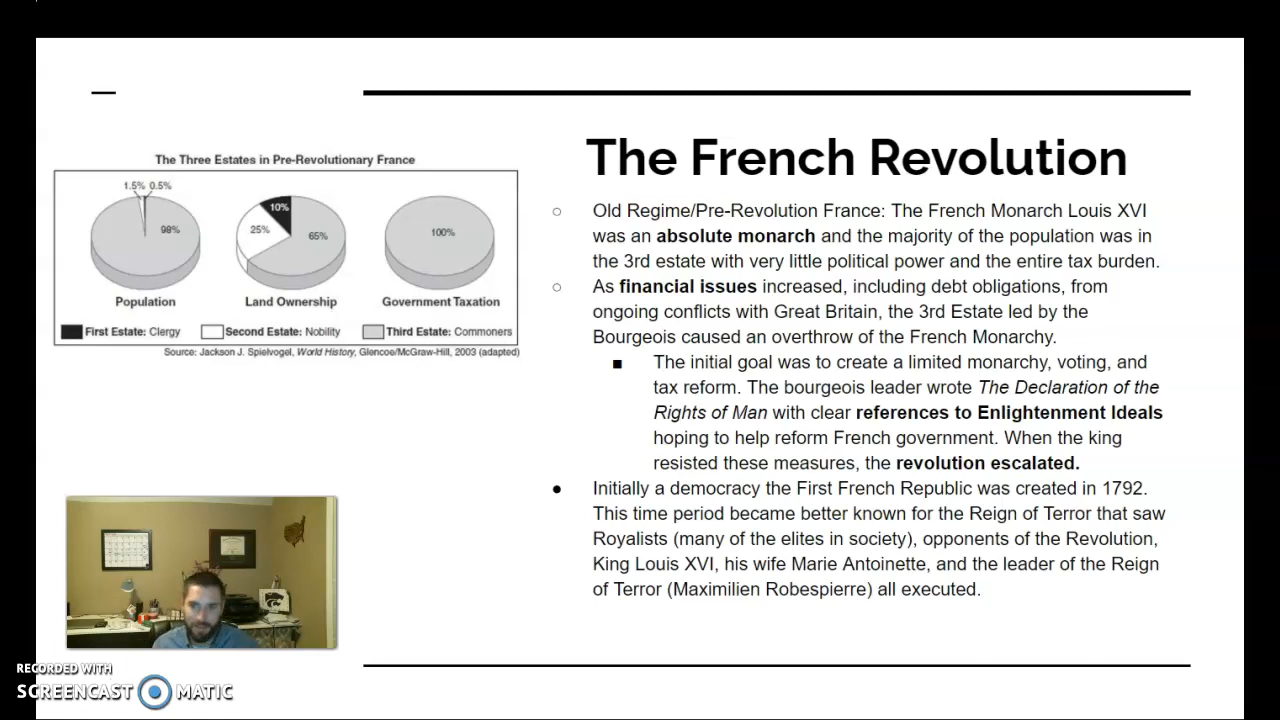 The Three Estates in Pre-Revolutionary France
1.5% 0.5%
98%
10%
25%
65%
100%
Population
Land Ownership
Government Taxation
First Estate: Clergy
Second Estate: Nobility
Third Estate: Commoners
Source: Jackson J. Spielvogel, World History, Glencoe/McGraw-Hill, 2003 (adapted)
The French Revolution
○ Old Regime/Pre-Revolution France: The French Monarch Louis XVI
was an absolute monarch and the majority of the population was in
the 3rd estate with very little political power and the entire tax burden.
○ As financial issues increased, including debt obligations, from
ongoing conflicts with Great Britain, the 3rd Estate led by the
Bourgeois caused an overthrow of the French Monarchy.
■ The initial goal was to create a limited monarchy, voting, and
tax reform. The bourgeois leader wrote The Declaration of the
Rights of Man with clear references to Enlightenment Ideals
hoping to help reform French government. When the king
resisted these measures, the revolution escalated.
● Initially a democracy the First French Republic was created in 1792.
This time period became better known for the Reign of Terror that saw
Royalists (many of the elites in society), opponents of the Revolution,
King Louis XVI, his wife Marie Antoinette, and the leader of the Reign
of Terror (Maximilien Robespierre) all executed.
RECORDED WITH
SCREENCAST MATIC